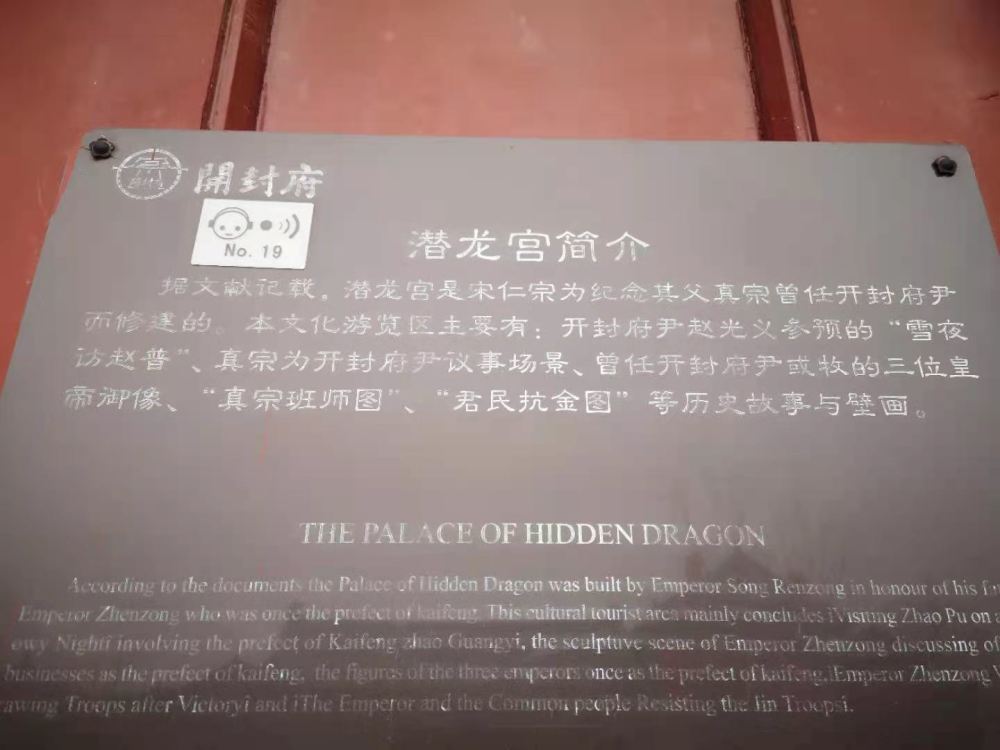 開封府
No. 19
潜龙宫简介
据文献记载。潜龙宫是宋仁宗为纪念其父真宗曾任开封府尹
而修建的。本文化游览区主要有：开封府尹赵光义参预的“雪夜
访赵普”、真宗为开封府尹议事场景、曾任开封府尹或牧的三位皇
帝御像、“真宗班师图”、“君民抗金图”等历史故事与壁画。
THE PALACE OF HIDDEN DRAGON
According to the documents the Palace of Hidden Dragon was built by Emperor Song Renzong in honour of his
Emperor Zhenzong who was once the prefect of kaifeng. This cultural tourist area mainly concludes iVisiting Zhao Pu on
owy Nightî involving the prefect of Kaifeng zhao Guangyi, the sculptuve scene of Emperor Zhenzong discussing
businesses as the prefect of kaifeng, the figures of the three emperors once as the prefect of kaifeng,iEmperor Zhenzong
rawing Troops after Victoryî and iThe Emperor and the Common people Resisting the Jin Troopsi.